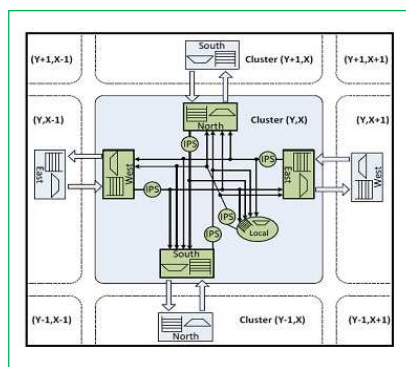 South
(Y+1,X-1) Cluster (Y+1,X) (Y+1,X+1)
(Y,X-1) Cluster (Y,X) (Y,X+1)
North
IPS
IPS IPS
East West East West
IPS
IPS Local
South
IPS
North
(Y-1,X-1) Cluster (Y-1,X) (Y-1,X+1)